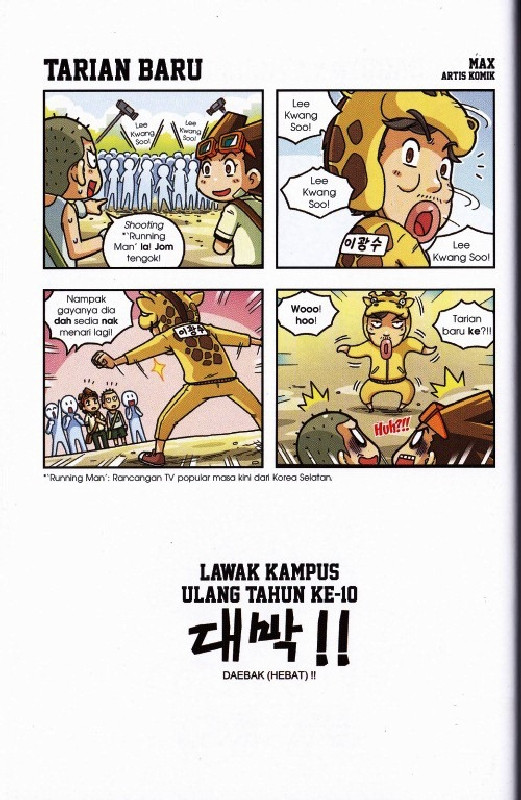 TARIAN BARU
MAX
ARTIS KOMIK
Lee
Kwang
Soo!
Lee
Kwang
Soo!
Shooting
*'Running
Man' la! Jom
tengok!
Lee
Kwang
Soo!
Lee
Kwang
Soo!
Lee
Kwang Soo!
이광수
Nampak
gayanya dia
dah sedia nak
menari lagi!
이광수
Wooo!
hoo!
Tarian
baru ke?!!
Huh?!!
*'Running Man': Rancangan TV popular masa kini dari Korea Selatan.
LAWAK KAMPUS
ULANG TAHUN KE-10
대박!!
DAEBAK (HEBAT) !!